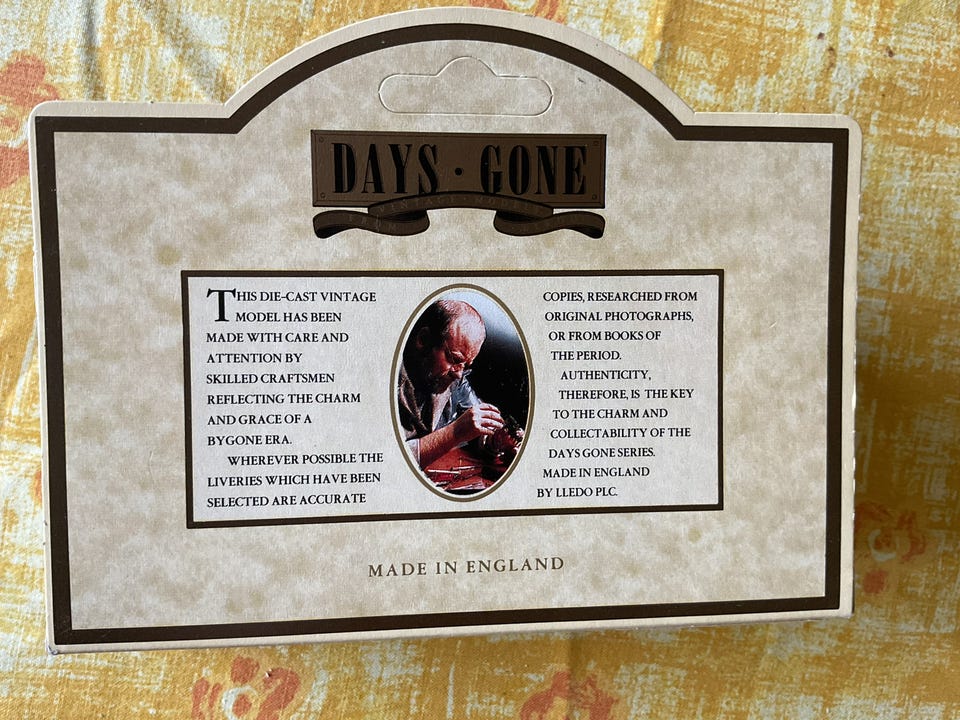 DAYS · GONE
VINTAGE · MODELS
THIS DIE-CAST VINTAGE
MODEL HAS BEEN
MADE WITH CARE AND
ATTENTION BY
SKILLED CRAFTSMEN
REFLECTING THE CHARM
AND GRACE OF A
BYGONE ERA.
WHEREVER POSSIBLE THE
LIVERIES WHICH HAVE BEEN
SELECTED ARE ACCURATE
COPIES, RESEARCHED FROM
ORIGINAL PHOTOGRAPHS,
OR FROM BOOKS OF
THE PERIOD.
AUTHENTICITY,
THEREFORE, IS THE KEY
TO THE CHARM AND
COLLECTABILITY OF THE
DAYS GONE SERIES.
MADE IN ENGLAND
BY LLEDO PLC.
MADE IN ENGLAND